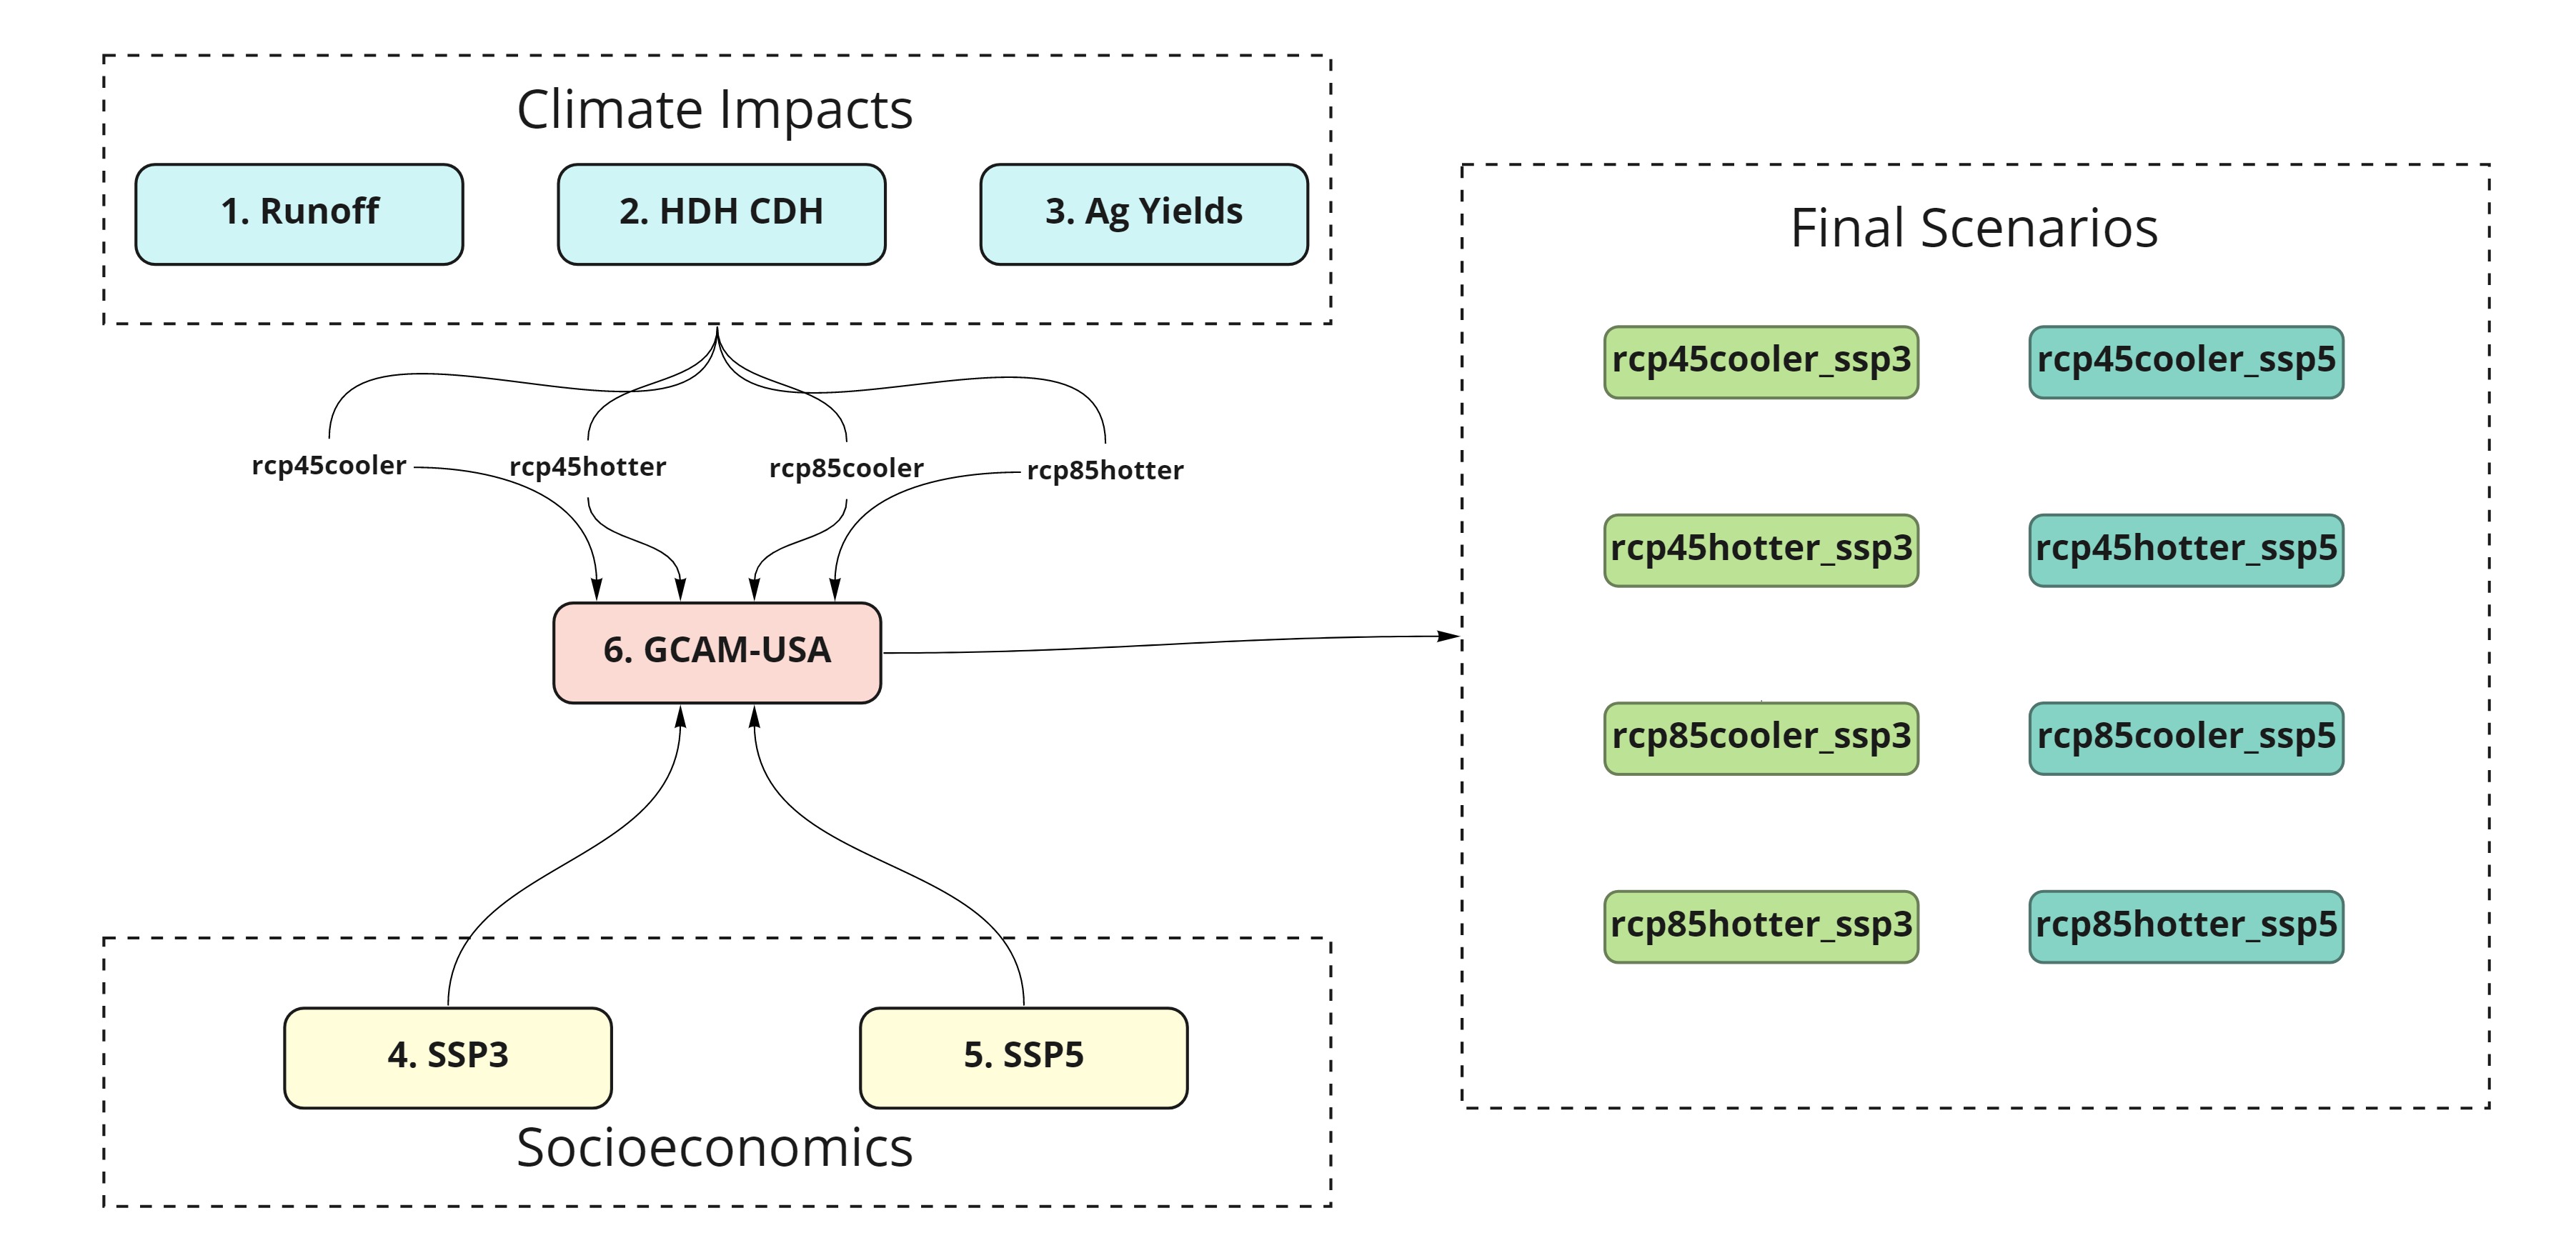 Climate Impacts
1. Runoff
2. HDH CDH
3. Ag Yields
rcp45cooler
rcp45hotter
rcp85cooler
rcp85hotter
6. GCAM-USA
4. SSP3
5. SSP5
Socioeconomics
Final Scenarios
rcp45cooler_ssp3
rcp45cooler_ssp5
rcp45hotter_ssp3
rcp45hotter_ssp5
rcp85cooler_ssp3
rcp85cooler_ssp5
rcp85hotter_ssp3
rcp85hotter_ssp5